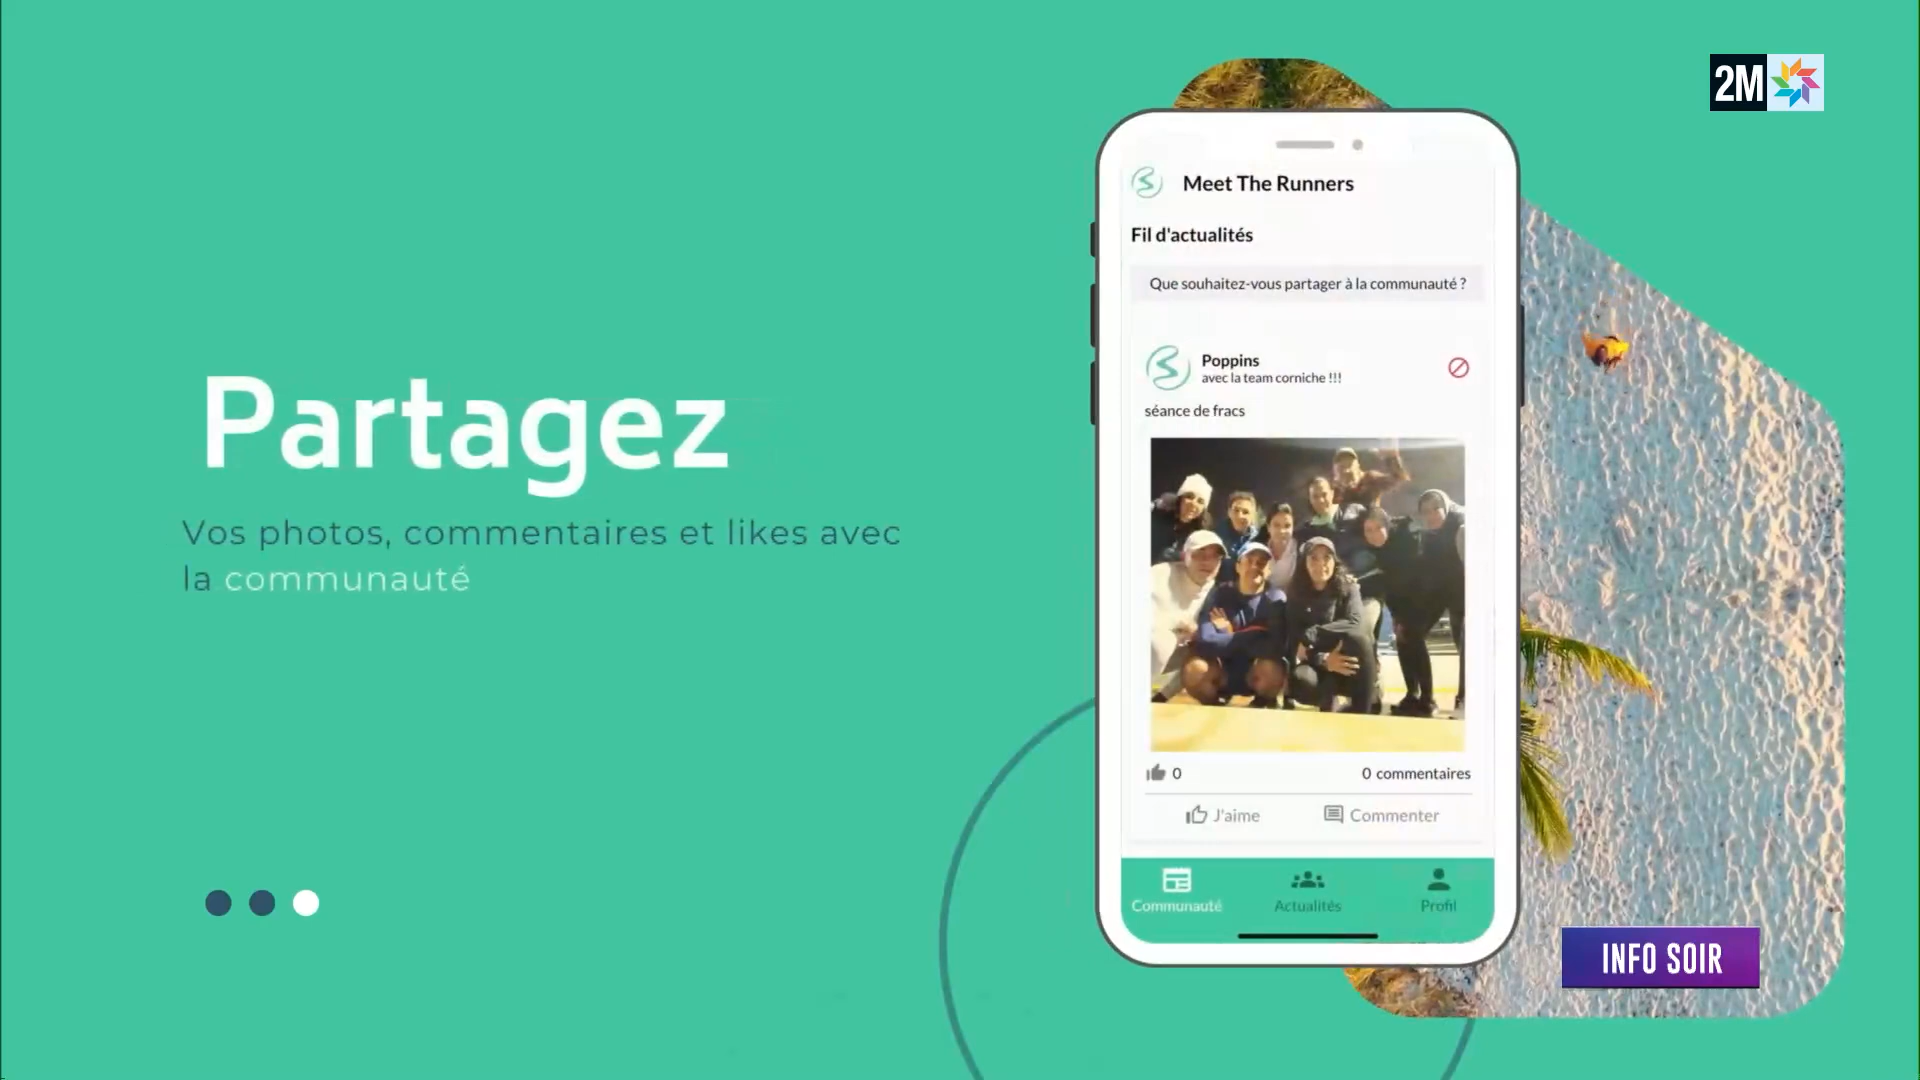 2M
Partagez
Vos photos, commentaires et likes avec
la communauté
Meet The Runners
Fil d'actualités
Que souhaitez-vous partager à la communauté ?
Poppins
avec la team corniche !!!
séance de fracs
0
0 commentaires
J'aime
Commenter
Communauté
Actualités
Profil
INFO SOIR